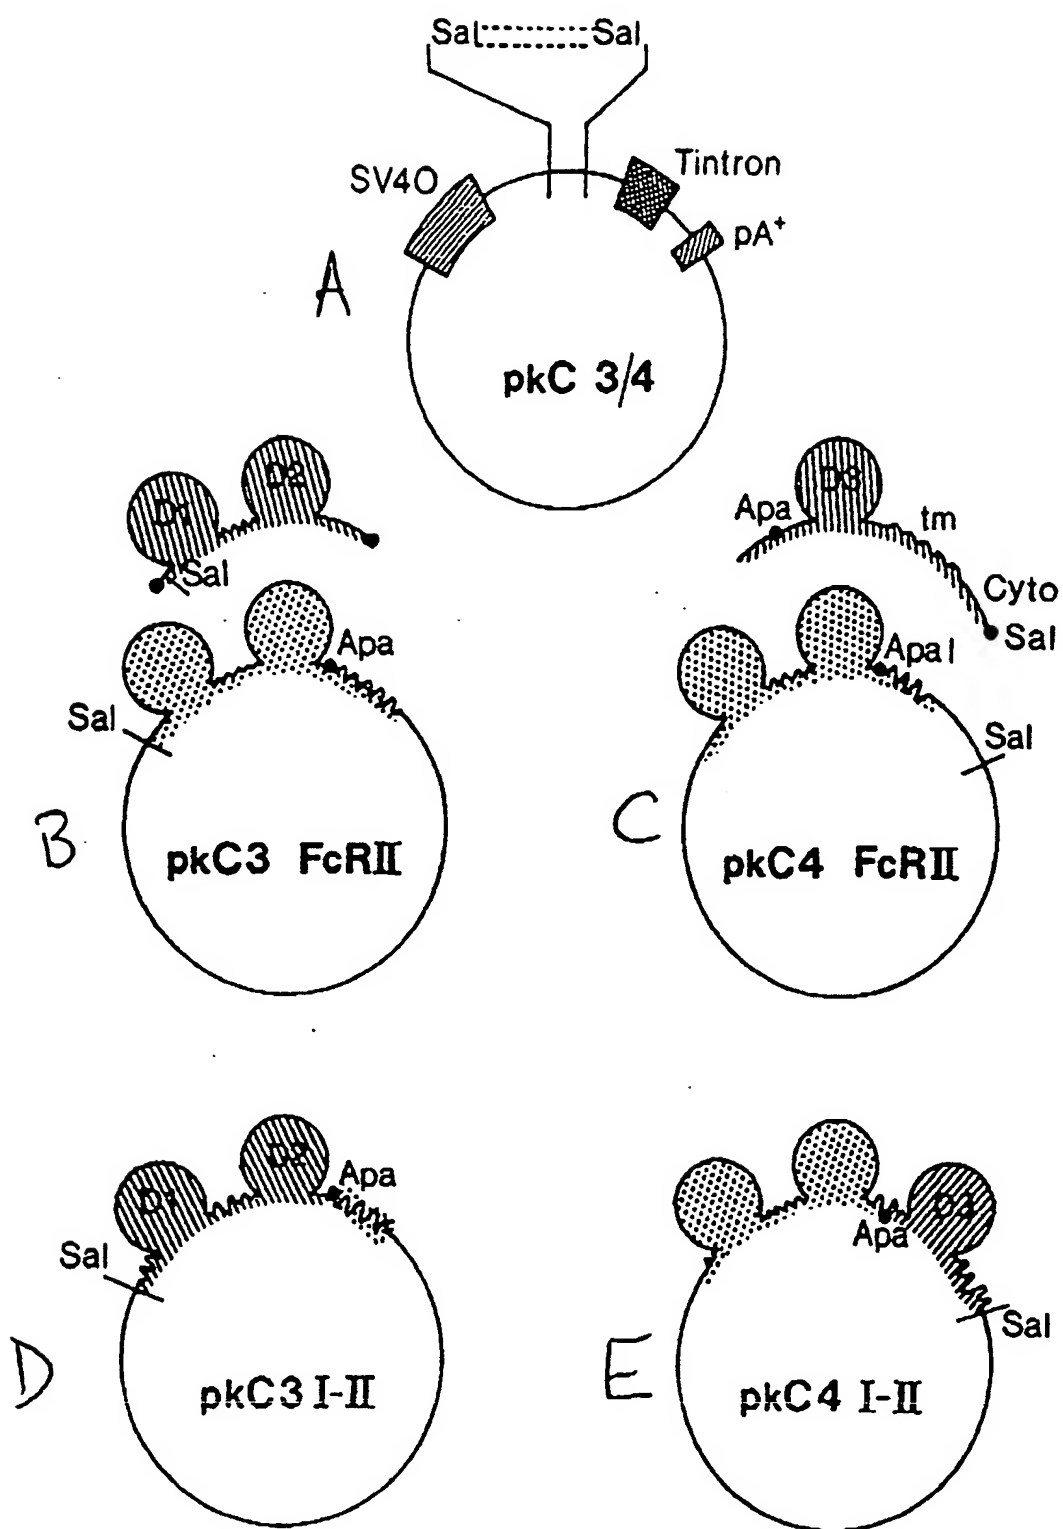 Sal Sal
SV40
Tintron
pA+
A
pkC 3/4
D1
D2
Sal
D3
Apa
tm
Cyto
Sal
Apa
Sal
B
pkC3 FcRII
Apa I
Sal
C
pkC4 FcRII
D1
D2
Apa
Sal
D
pkC3 I-II
D3
Apa
Sal
E
pkC4 I-II